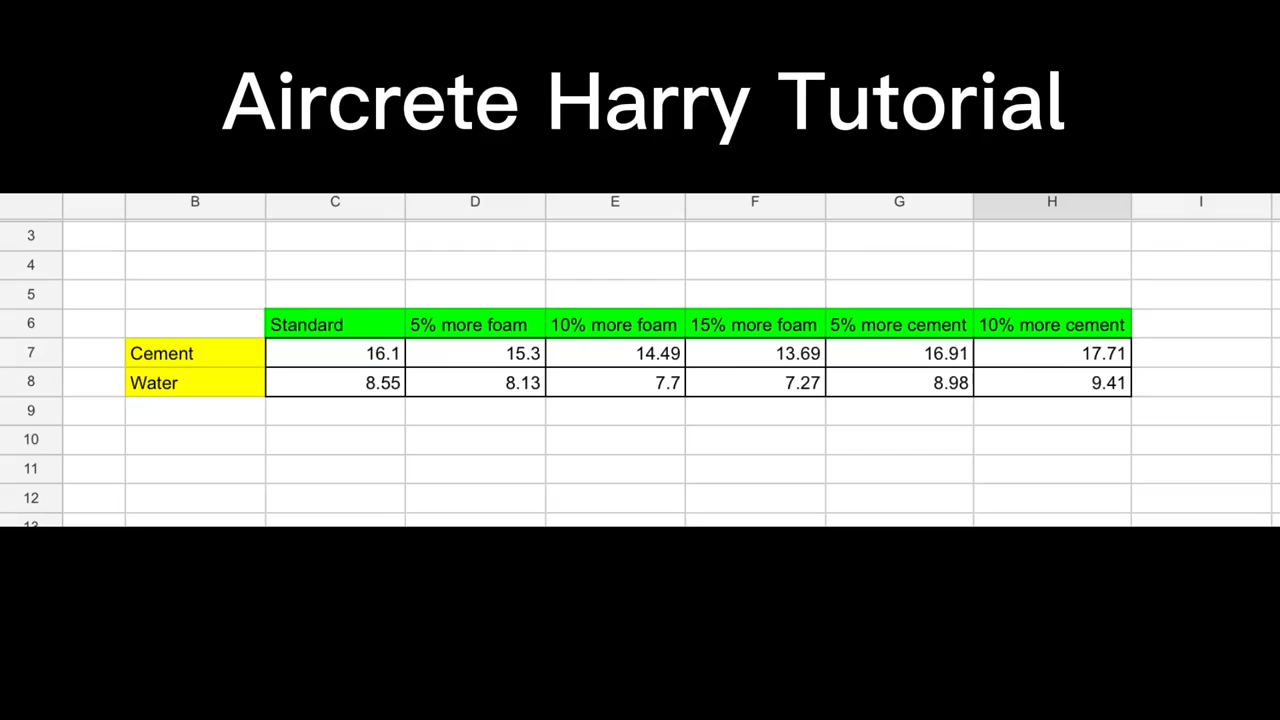 Aircrete Harry Tutorial
B C D E F G H I
3
4
5
6 Standard 5% more foam 10% more foam 15% more foam 5% more cement 10% more cement
7 Cement 16.1 15.3 14.49 13.69 16.91 17.71
8 Water 8.55 8.13 7.7 7.27 8.98 9.41
9
10
11
12
13